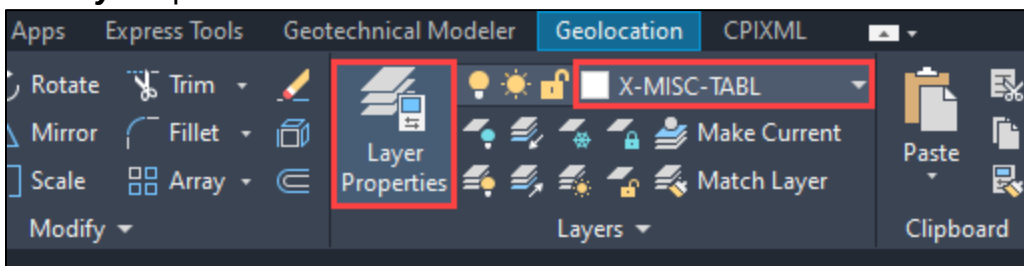 Apps Express Tools Geotechnical Modeler Geolocation CPIXML
Rotate Trim X-MISC-TABL
Mirror Fillet Make Current
Layer Properties
Paste
Scale Array Match Layer
Modify Layers Clipboard